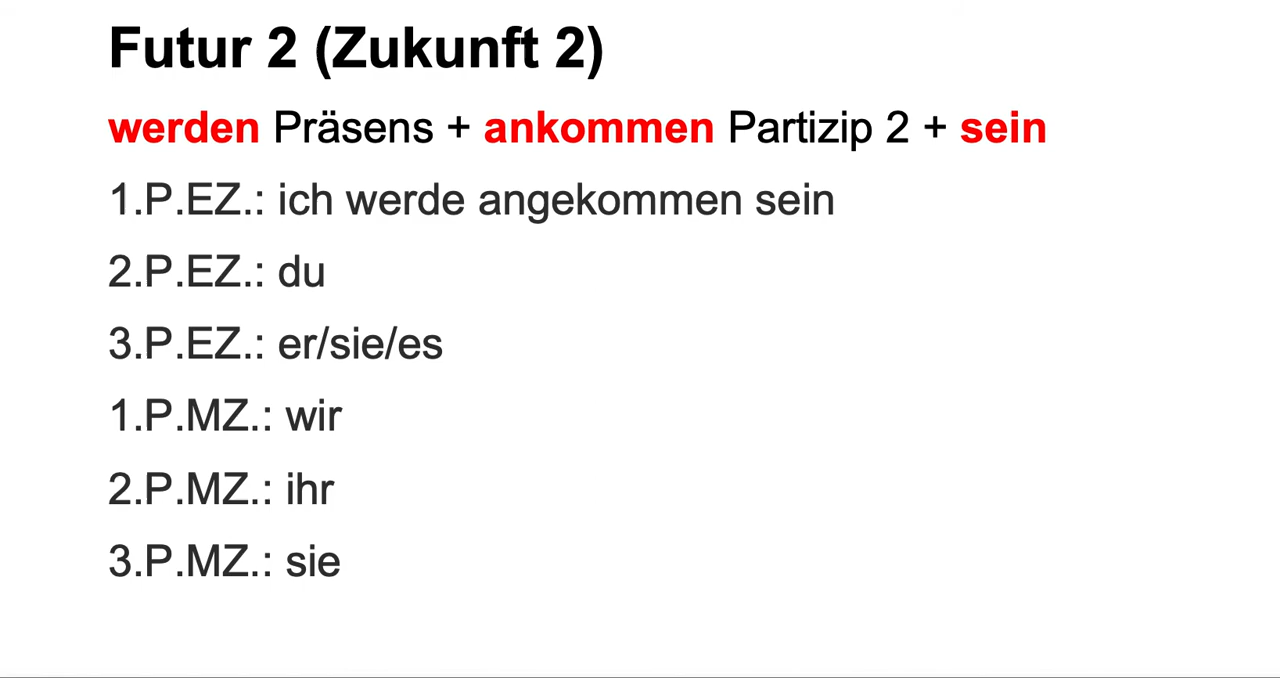 Futur 2 (Zukunft 2)
werden Präsens + ankommen Partizip 2 + sein
1.P.EZ.: ich werde angekommen sein
2.P.EZ.: du
3.P.EZ.: er/sie/es
1.P.MZ.: wir
2.P.MZ.: ihr
3.P.MZ.: sie